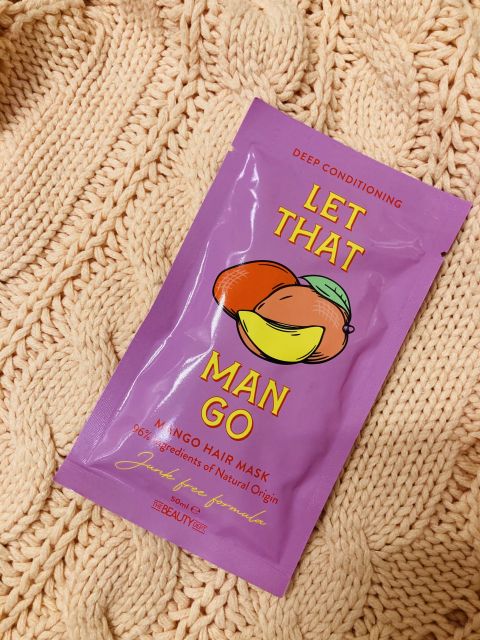 DEEP CONDITIONING
LET
THAT
MAN
GO
MANGO HAIR MASK
96% Ingredients of Natural Origin
Junk free formula
50ml ℮
THE BEAUTY DEPT.